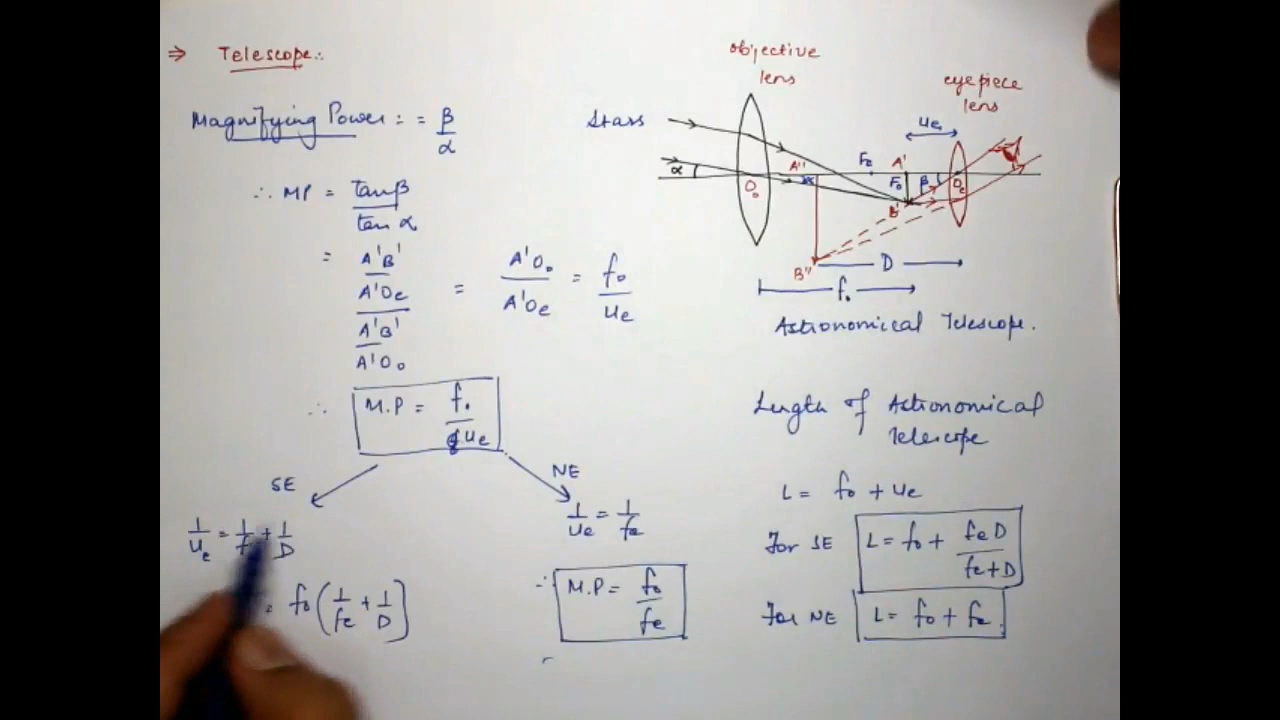 ⇒ Telescope:-
Magnifying Power :- = β/α
∴ MP = tanβ/tan α
= (A'B'/A'Oe)/(A'B'/A'Oo) = A'Oo/A'Oe = fo/ue
∴ M.P = fo/ue
SE
NE
1/ue = 1/fe + 1/D
1/ue = 1/fe
= fo(1/fe + 1/D)
∴ M.P = fo/fe
objective
lens
eyepiece
lens
Stars
ue
α
Oo
A''
Fe
A'
Fo
β
Oe
B'
B''
D
fo
Astronomical Telescope.
Length of Astronomical
Telescope
L = fo + ue
For SE L = fo + feD/(fe+D)
For NE L = fo + fe.